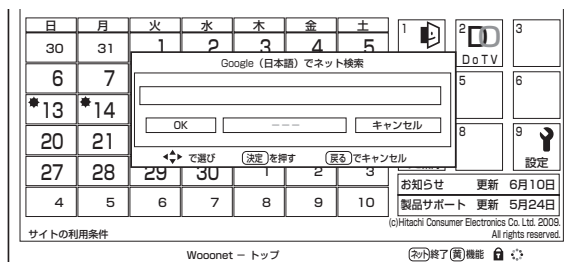 日 月 火 水 木 金 土
1 2 DoTV 3
30 31 1 2 3 4 5
Google（日本語）でネット検索
6 7
5 6
*13 *14
OK --- キャンセル
20 21
8 9 設定
で選び 決定を押す 戻るでキャンセル
27 28 29 30 1 2 3
お知らせ 更新 6月10日
4 5 6 7 8 9 10
製品サポート 更新 5月24日
(c)Hitachi Consumer Electronics Co. Ltd. 2009.
All rights reserved.
サイトの利用条件
Wooonet － トップ
ネット終了 黄機能